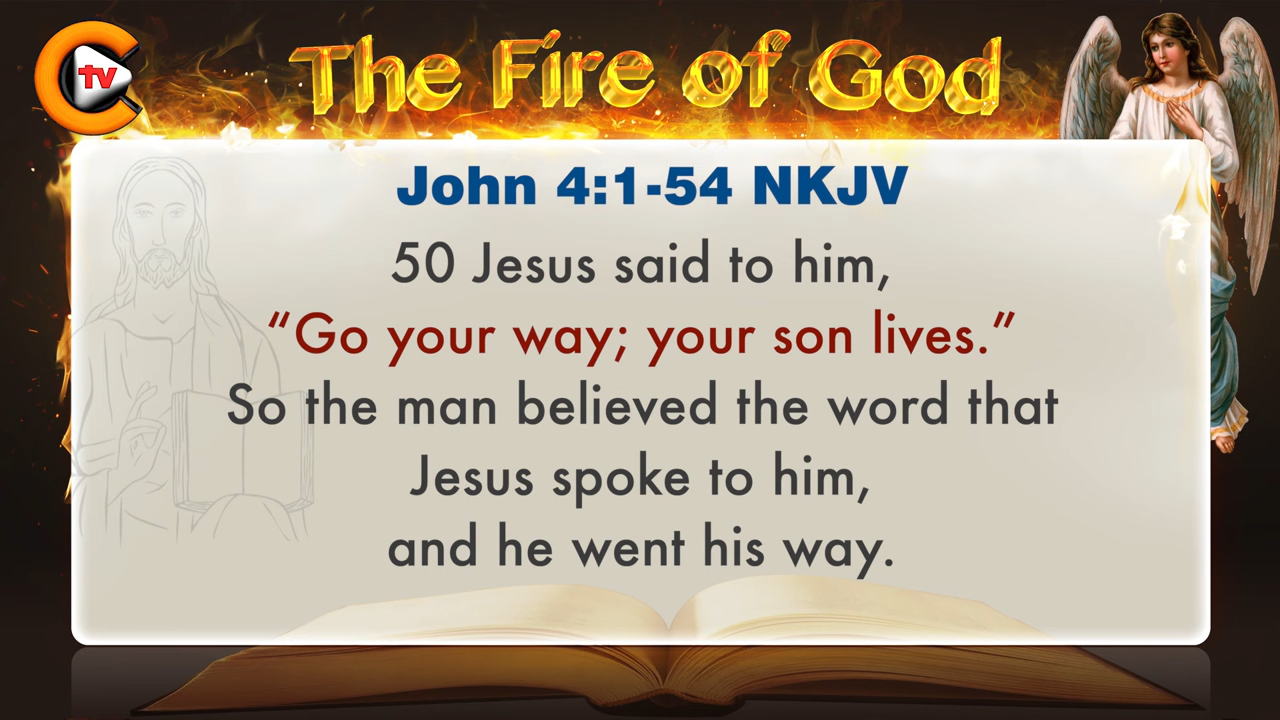 tv
The Fire of God
John 4:1-54 NKJV
50 Jesus said to him,
“Go your way; your son lives.”
So the man believed the word that
Jesus spoke to him,
and he went his way.